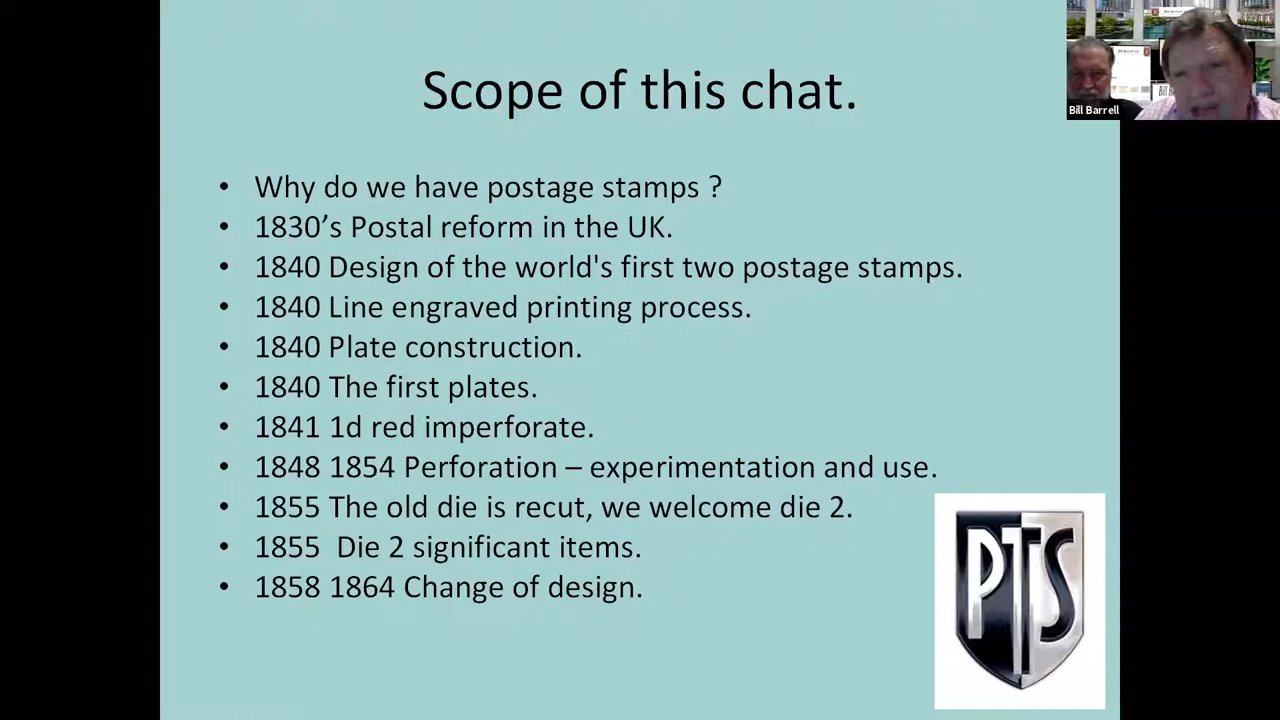 Scope of this chat.
Bill Barrell
• Why do we have postage stamps ?
• 1830’s Postal reform in the UK.
• 1840 Design of the world's first two postage stamps.
• 1840 Line engraved printing process.
• 1840 Plate construction.
• 1840 The first plates.
• 1841 1d red imperforate.
• 1848 1854 Perforation – experimentation and use.
• 1855 The old die is recut, we welcome die 2.
• 1855  Die 2 significant items.
• 1858 1864 Change of design.
PTS